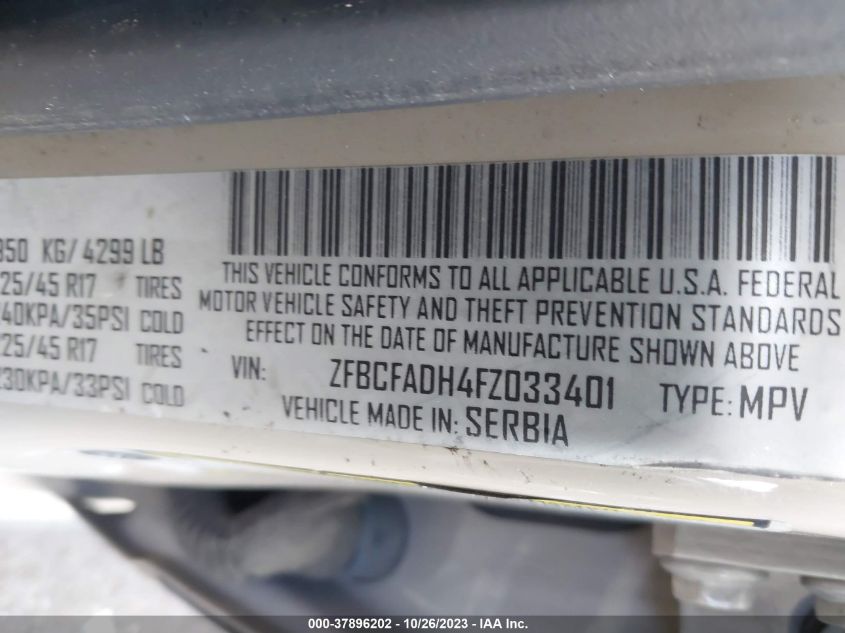 850 KG/ 4299 LB
25/45 R17 TIRES
240KPA/35PSI COLD
25/45 R17 TIRES
230KPA/33PSI COLD
THIS VEHICLE CONFORMS TO ALL APPLICABLE U.S.A. FEDERAL
MOTOR VEHICLE SAFETY AND THEFT PREVENTION STANDARDS
EFFECT ON THE DATE OF MANUFACTURE SHOWN ABOVE
VIN: ZFBCFADH4FZ033401 TYPE: MPV
VEHICLE MADE IN: SERBIA
000-37896202 - 10/26/2023 - IAA Inc.